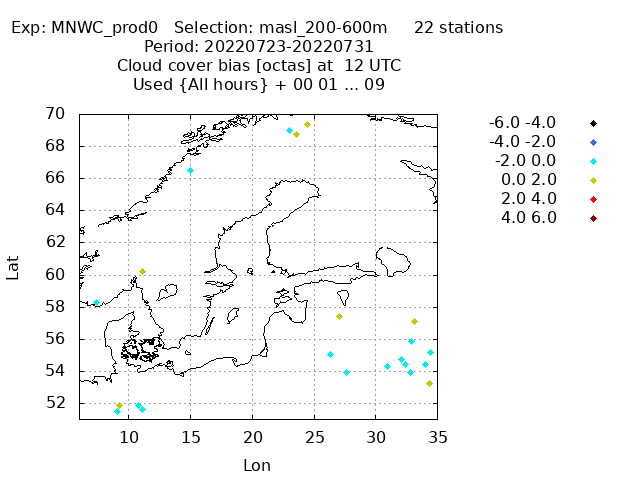 Exp: MNWC_prod0 Selection: masl_200-600m 22 stations
Period: 20220723-20220731
Cloud cover bias [octas] at 12 UTC
Used {All hours} + 00 01 ... 09
70
68
66
64
62
60
58
56
54
52
Lat
10 15 20 25 30 35
Lon
-6.0 -4.0
-4.0 -2.0
-2.0 0.0
0.0 2.0
2.0 4.0
4.0 6.0